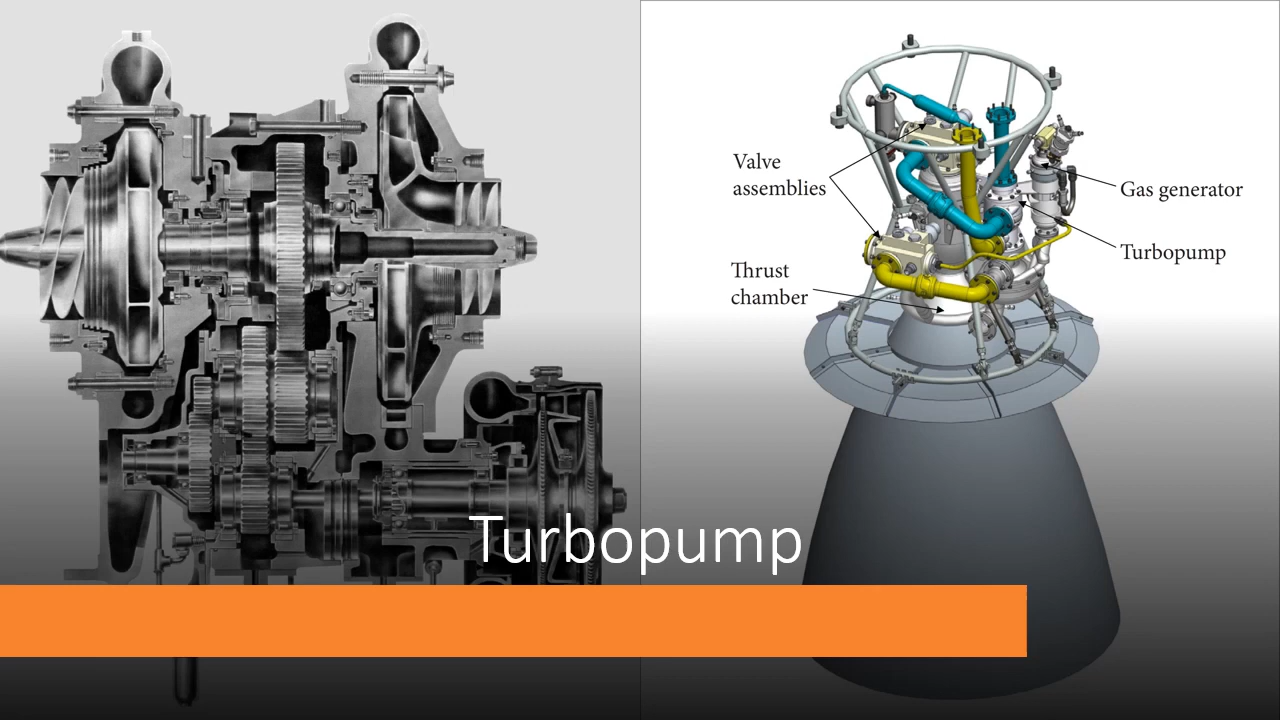 Valve
assemblies
Gas generator
Turbopump
Thrust
chamber
Turbopump